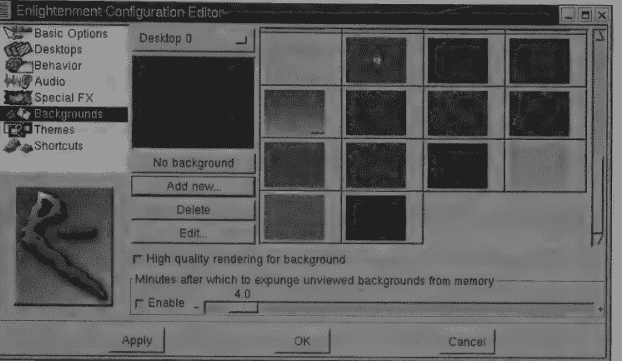 Enlightenment Configuration Editor
Basic Options
Desktops
Behavior
Audio
Special FX
Backgrounds
Themes
Shortcuts
Desktop 0
No background
Add new...
Delete
Edit...
High quality rendering for background
Minutes after which to expunge unviewed backgrounds from memory
Enable
4.0
- +
Apply
OK
Cancel